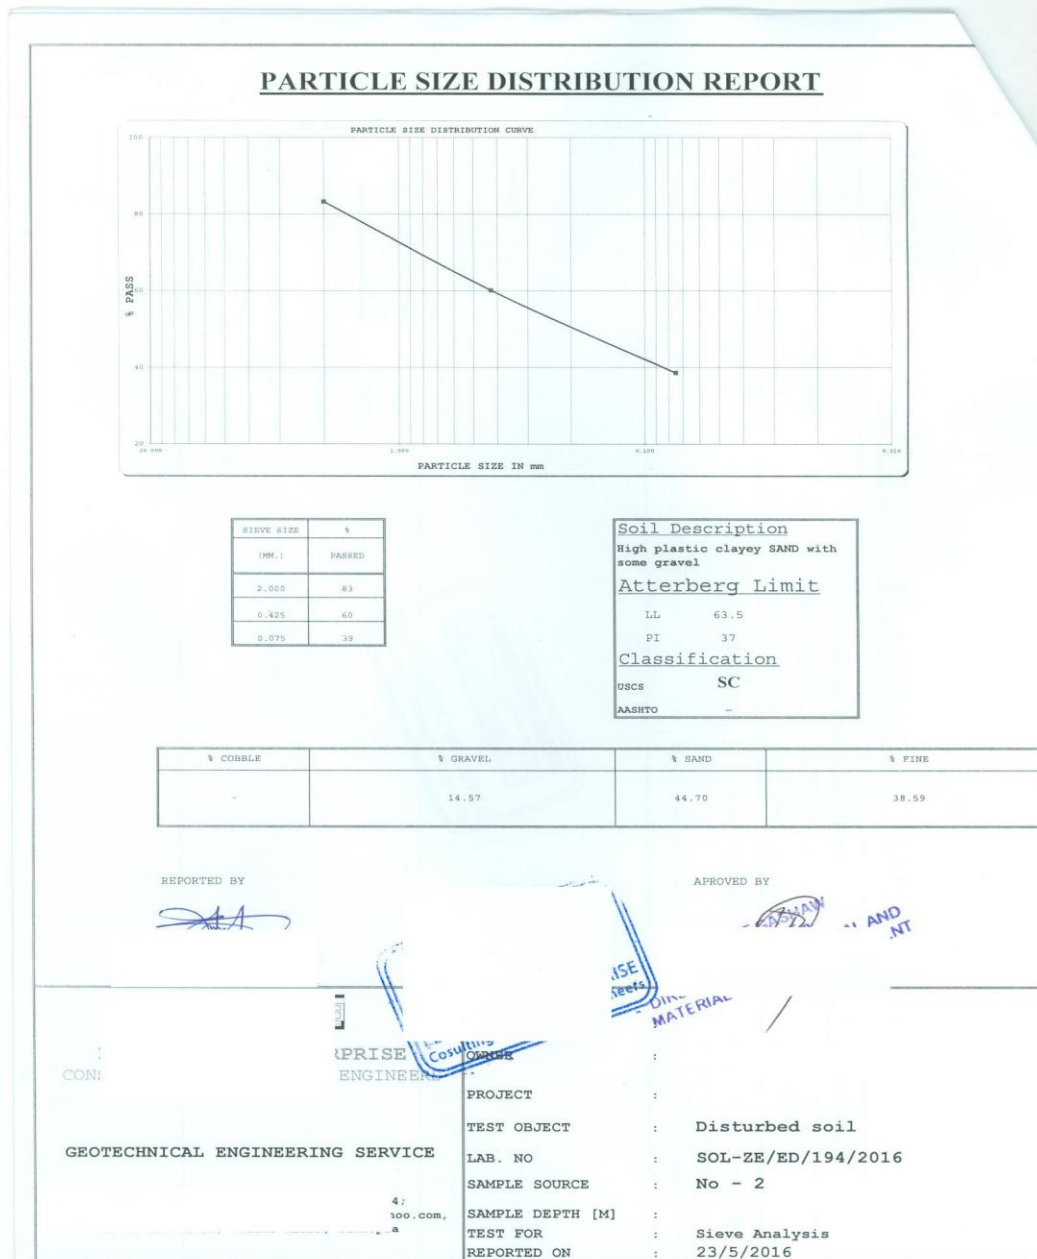 PARTICLE SIZE DISTRIBUTION REPORT
PARTICLE SIZE DISTRIBUTION CURVE
100
80
60
40
20
% PASS
10.000 1.000 0.100 0.010
PARTICLE SIZE IN mm
SIEVE SIZE %
(MM.) PASSED
2.000 83
0.425 60
0.075 39
Soil Description
High plastic clayey SAND with
some gravel
Atterberg Limit
LL 63.5
PI 37
Classification
USCS SC
AASHTO –
% COBBLE % GRAVEL % SAND % FINE
- 14.57 44.70 38.59
REPORTED BY APROVED BY
AND
MATERIAL
Cosulting
OWNER :
ENGINEER
PROJECT :
TEST OBJECT : Disturbed soil
GEOTECHNICAL ENGINEERING SERVICE
LAB. NO : SOL-ZE/ED/194/2016
SAMPLE SOURCE : No - 2
SAMPLE DEPTH [M] :
TEST FOR : Sieve Analysis
REPORTED ON : 23/5/2016